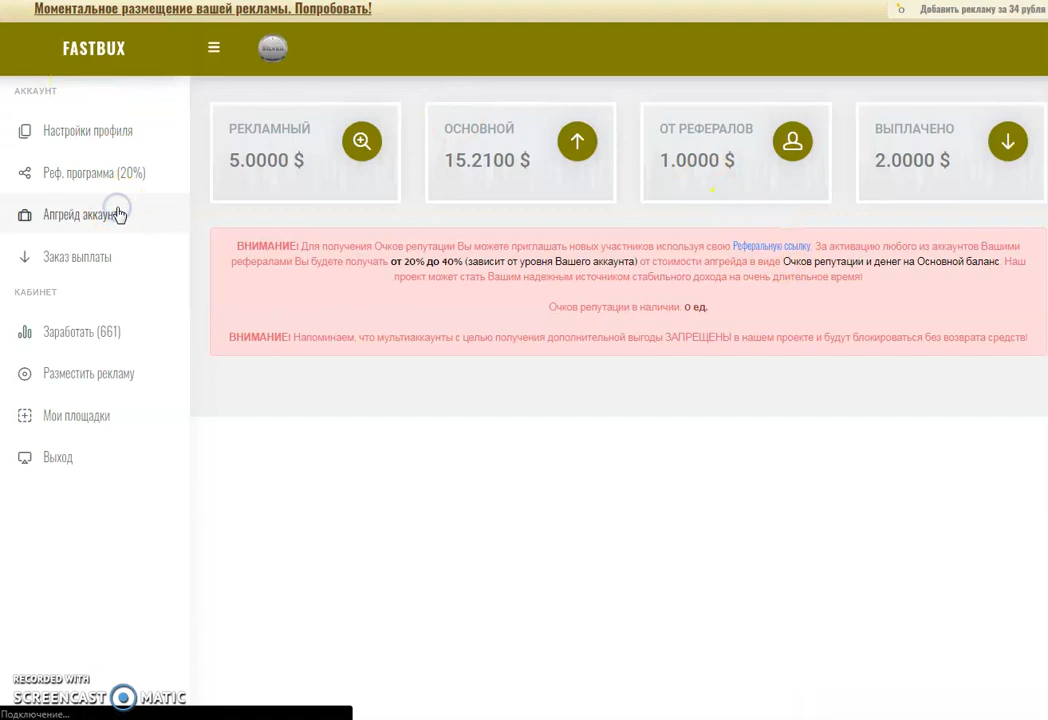 Моментальное размещение вашей рекламы. Попробовать!
Добавить рекламу за 34 рубля
FASTBUX
SILVER
АККАУНТ
Настройки профиля
Реф. программа (20%)
Апгрейд аккаун
Заказ выплаты
КАБИНЕТ
Заработать (661)
Разместить рекламу
Мои площадки
Выход
РЕКЛАМНЫЙ
5.0000 $
ОСНОВНОЙ
15.2100 $
ОТ РЕФЕРАЛОВ
1.0000 $
ВЫПЛАЧЕНО
2.0000 $
ВНИМАНИЕ! Для получения Очков репутации Вы можете приглашать новых участников используя свою Реферальную ссылку. За активацию любого из аккаунтов Вашими
рефералами Вы будете получать от 20% до 40% (зависит от уровня Вашего аккаунта) от стоимости апгрейда в виде Очков репутации и денег на Основной баланс. Наш
проект может стать Вашим надежным источником стабильного дохода на очень длительное время!
Очков репутации в наличии: 0 ед.
ВНИМАНИЕ! Напоминаем, что мультиаккаунты с целью получения дополнительной выгоды ЗАПРЕЩЕНЫ в нашем проекте и будут блокироваться без возврата средств!
RECORDED WITH
SCREENCAST MATIC
Подключение...